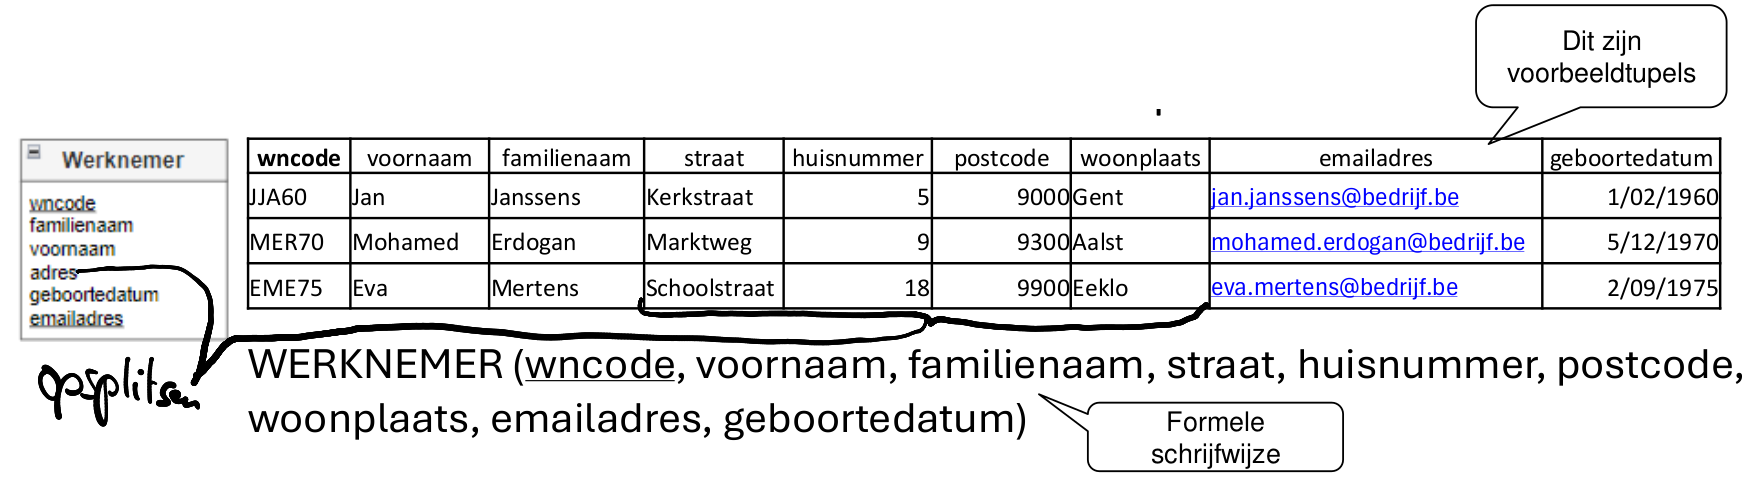 Dit zijn
voorbeeldtupels
Werknemer
wncode
familienaam
voornaam
adres
geboortedatum
emailadres
opsplitsen
wncode voornaam familienaam straat huisnummer postcode woonplaats emailadres geboortedatum
JJA60 Jan Janssens Kerkstraat 5 9000 Gent jan.janssens@bedrijf.be 1/02/1960
MER70 Mohamed Erdogan Marktweg 9 9300 Aalst mohamed.erdogan@bedrijf.be 5/12/1970
EME75 Eva Mertens Schoolstraat 18 9900 Eeklo eva.mertens@bedrijf.be 2/09/1975
WERKNEMER (wncode, voornaam, familienaam, straat, huisnummer, postcode,
woonplaats, emailadres, geboortedatum)
Formele
schrijfwijze